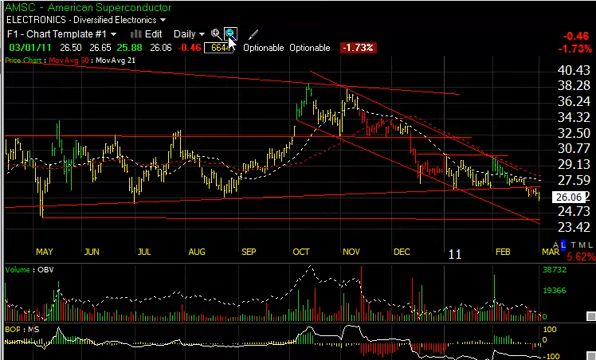 AMSC - American Superconductor
ELECTRONICS - Diversified Electronics
F1 - Chart Template #1 Edit Daily
-0.46
03/01/11 26.50 26.65 25.88 26.06 -0.46 6644 Optionable Optionable -1.73%
-1.73%
Price Chart : MovAvg 30 : MovAvg 21
40.43
38.28
36.24
34.32
32.50
30.77
29.13
27.59
26.06
24.73
23.42
A L T M L
MAY JUN JUL AUG SEP OCT NOV DEC 11 FEB MAR
5.62%
Volume : OBV
38732
19366
BOP : MS
100
0
-100